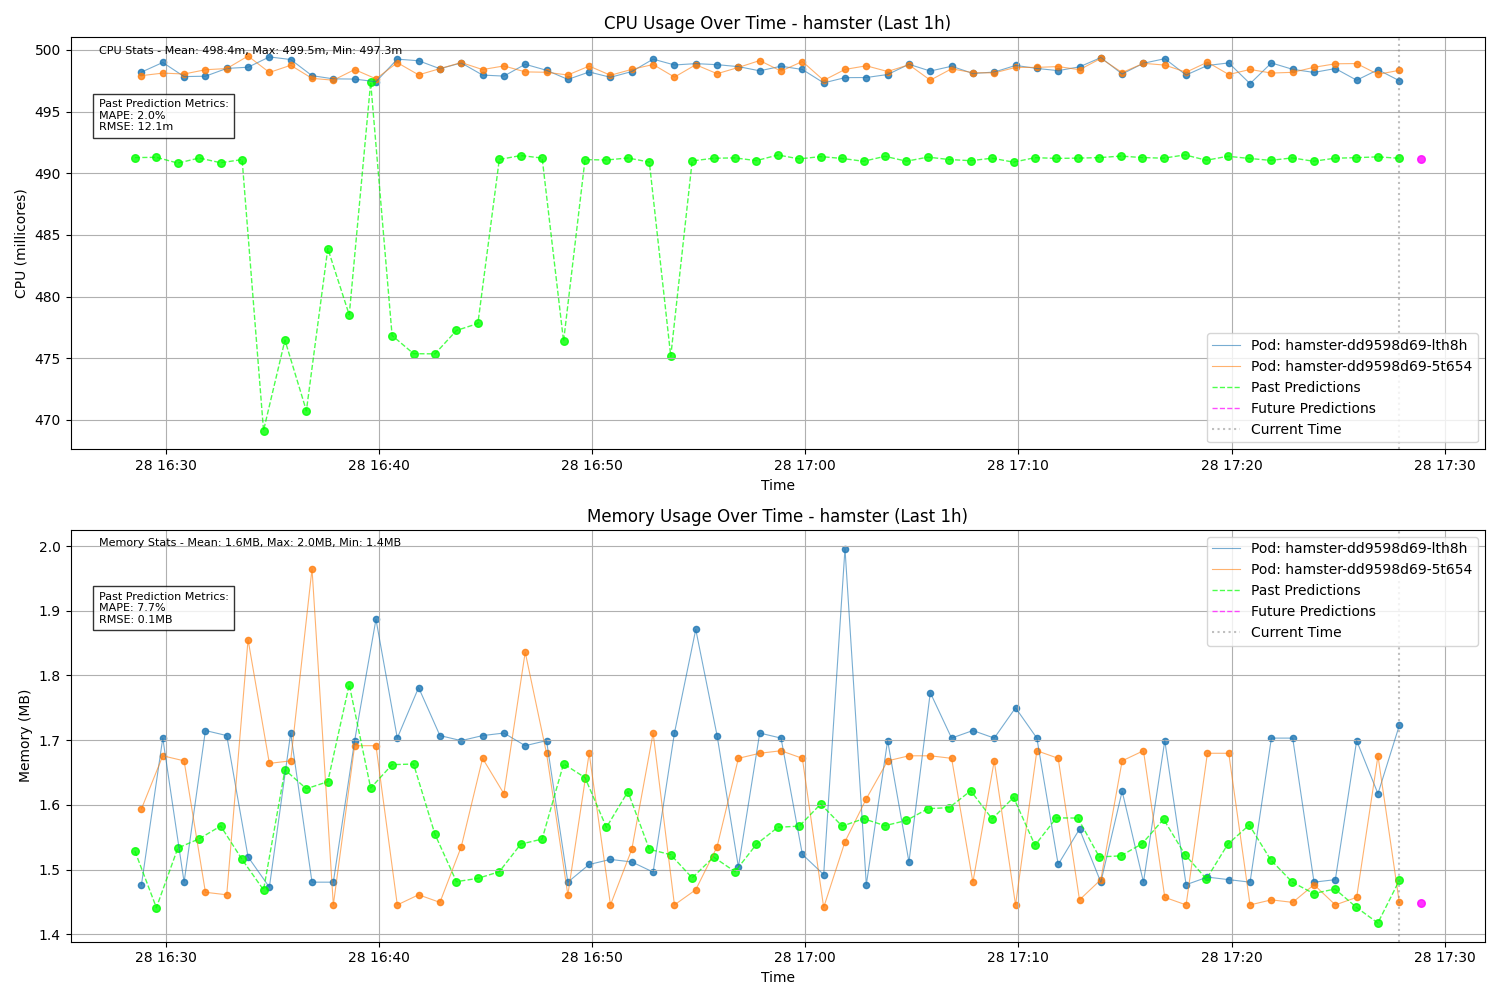 CPU Usage Over Time - hamster (Last 1h)
CPU Stats - Mean: 498.4m, Max: 499.5m, Min: 497.3m
Past Prediction Metrics:
MAPE: 2.0%
RMSE: 12.1m
CPU (millicores)
500
495
490
485
480
475
470
Pod: hamster-dd9598d69-lth8h
Pod: hamster-dd9598d69-5t654
Past Predictions
Future Predictions
Current Time
28 16:30
28 16:40
28 16:50
28 17:00
28 17:10
28 17:20
28 17:30
Time
Memory Usage Over Time - hamster (Last 1h)
Memory Stats - Mean: 1.6MB, Max: 2.0MB, Min: 1.4MB
Past Prediction Metrics:
MAPE: 7.7%
RMSE: 0.1MB
Memory (MB)
2.0
1.9
1.8
1.7
1.6
1.5
1.4
Pod: hamster-dd9598d69-lth8h
Pod: hamster-dd9598d69-5t654
Past Predictions
Future Predictions
Current Time
28 16:30
28 16:40
28 16:50
28 17:00
28 17:10
28 17:20
28 17:30
Time